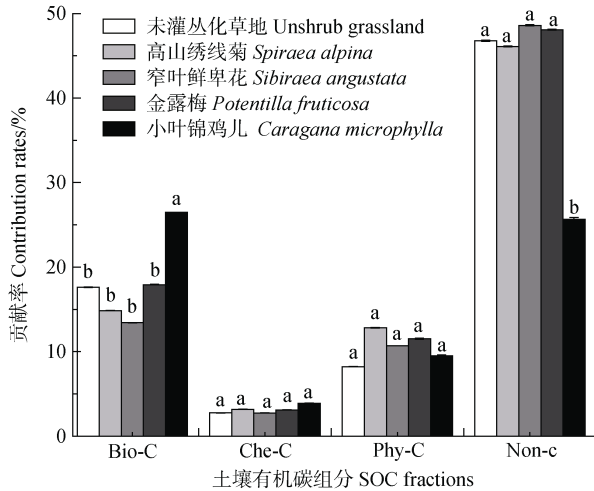 50
40
30
20
10
0
贡献率 Contribution rates/%
未灌丛化草地 Unshrub grassland
高山绣线菊 Spiraea alpina
窄叶鲜卑花 Sibiraea angustata
金露梅 Potentilla fruticosa
小叶锦鸡儿 Caragana microphylla
b b b b a
a a a a a
a a a a a
a a a a b
Bio-C Che-C Phy-C Non-c
土壤有机碳组分 SOC fractions